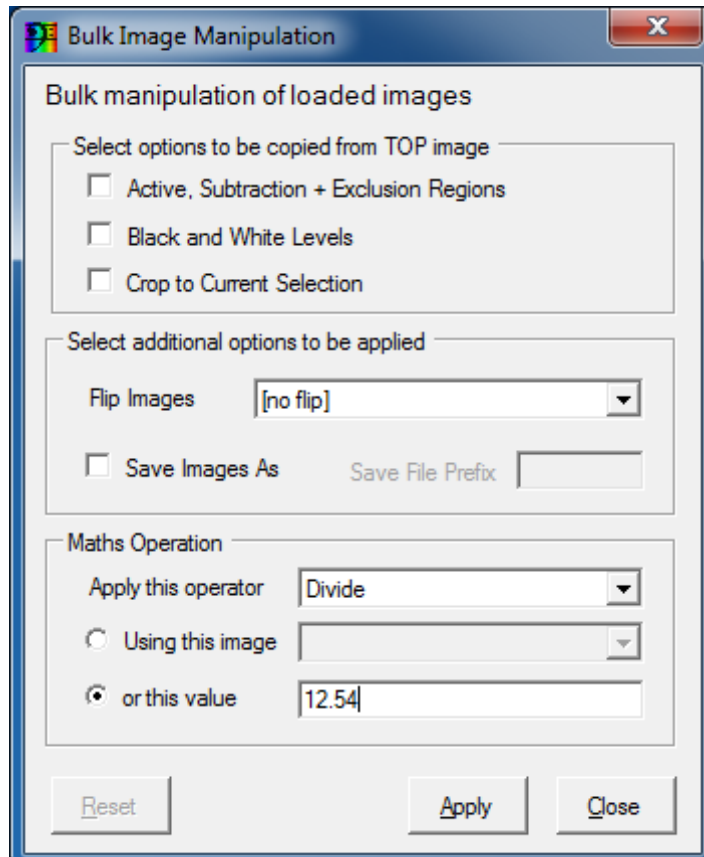 Bulk Image Manipulation
Bulk manipulation of loaded images
Select options to be copied from TOP image
Active, Subtraction + Exclusion Regions
Black and White Levels
Crop to Current Selection
Select additional options to be applied
Flip Images [no flip]
Save Images As Save File Prefix
Maths Operation
Apply this operator Divide
Using this image
or this value 12.54
Reset Apply Close